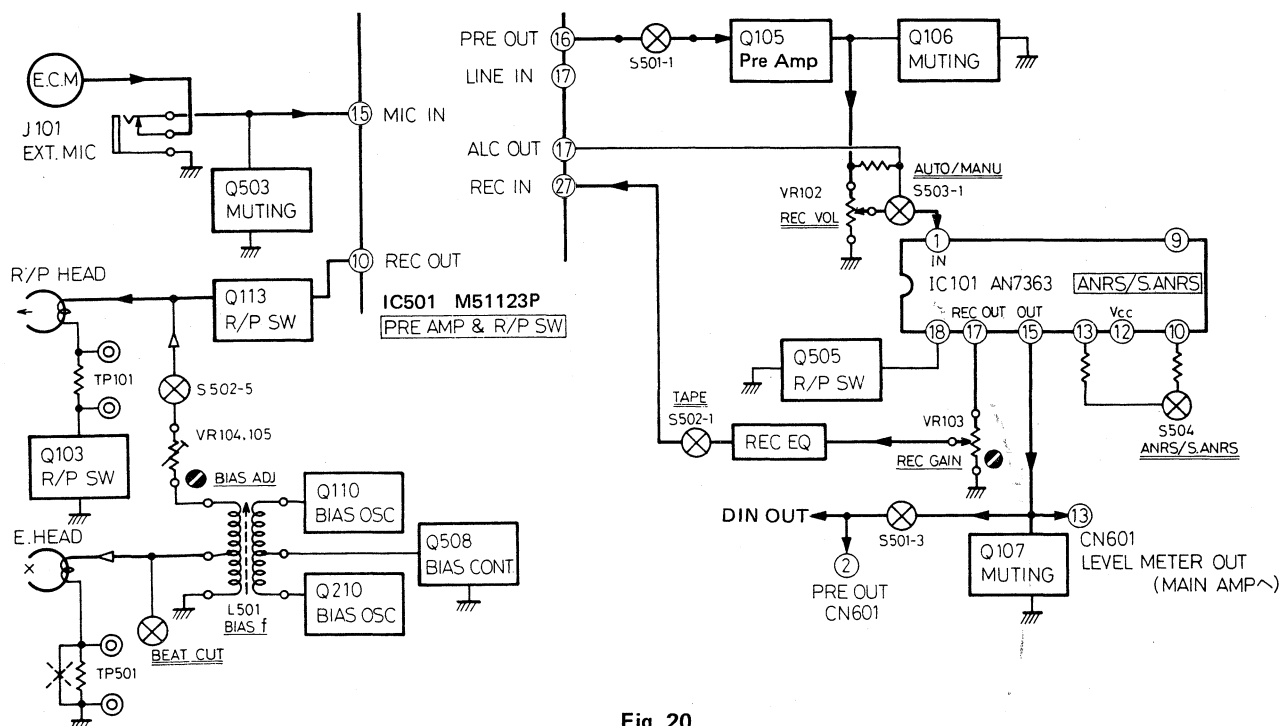 E.C.M
J101
EXT. MIC
Q503
MUTING
15 MIC IN
10 REC OUT
IC501 M51123P
PRE AMP & R/P SW
R/P HEAD
Q113
R/P SW
TP101
S502-5
Q103
R/P SW
VR104.105
BIAS ADJ
E.HEAD
×
Q110
BIAS OSC
Q508
BIAS CONT.
Q210
BIAS OSC
L501
BIAS f
BEAT CUT
TP501
PRE OUT 16
S501-1
Q105
Pre Amp
Q106
MUTING
LINE IN 17
ALC OUT 17
REC IN 27
AUTO/MANU
S503-1
VR102
REC VOL
1
IN
9
IC101 AN7363
ANRS/S.ANRS
REC OUT OUT
Vcc
18 17 15 13 12 10
Q505
R/P SW
S504
ANRS/S.ANRS
TAPE
S502-1
REC EQ
VR103
REC GAIN
DIN OUT
S501-3
2
PRE OUT
CN601
Q107
MUTING
13
CN601
LEVEL METER OUT
(MAIN AMPへ)
Fig. 20